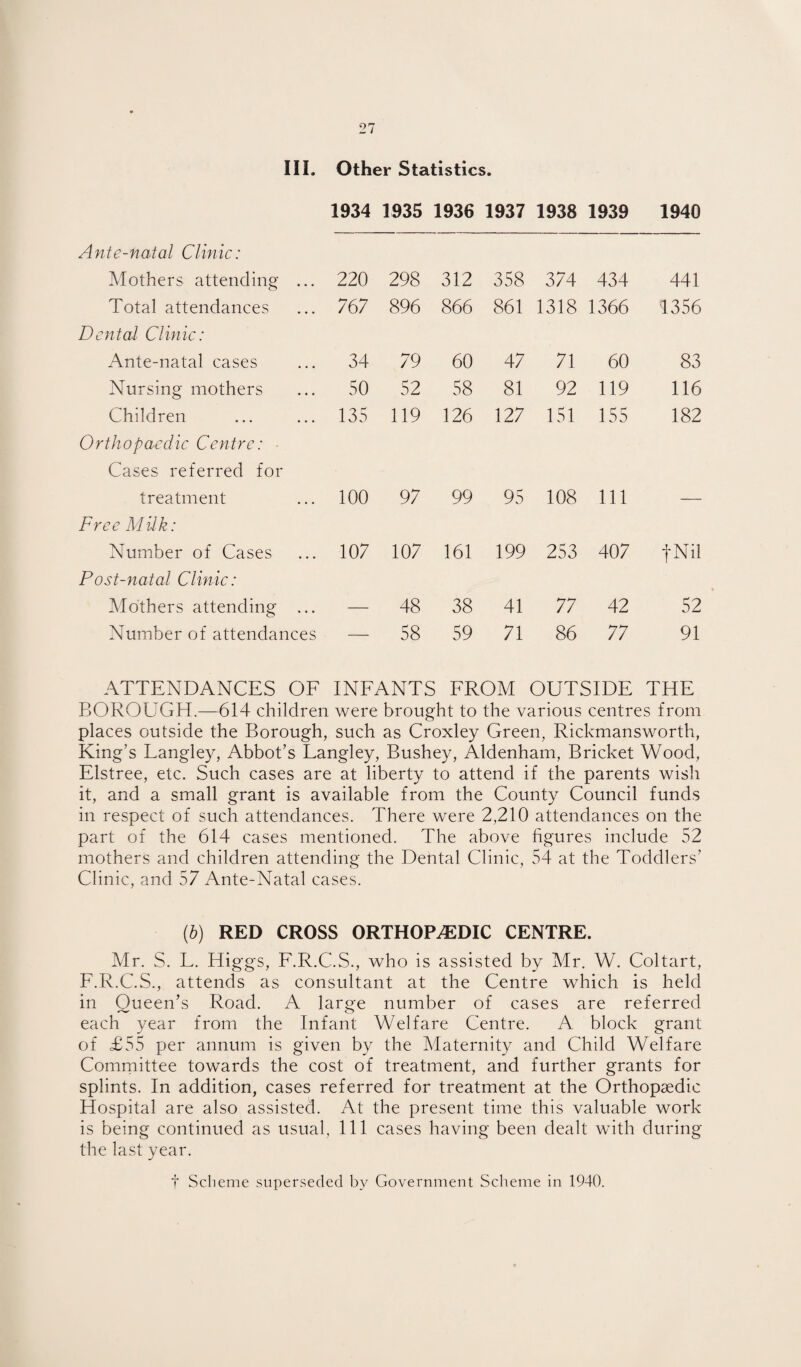 27
III. Other Statistics.
1934 1935 1936 1937 1938 1939 1940
Ante-natal Clinic:
Mothers attending ... 220 298 312 358 374 434 441
Total attendances ... 767 896 866 861 1318 1366 1356
Dental Clinic:
Ante-natal cases ... 34 79 60 47 71 60 83
Nursing mothers ... 50 52 58 81 92 119 116
Children ... ... 135 119 126 127 151 155 182
Orthopaedic Centre:
Cases referred for
treatment ... 100 97 99 95 108 111 —
Free Milk:
Number of Cases ... 107 107 161 199 253 407 †Nil
Post-natal Clinic:
Mothers attending ... — 48 38 41 77 42 52
Number of attendances — 58 59 71 86 77 91
ATTENDANCES OF INFANTS FROM OUTSIDE THE
BOROUGH.—614 children were brought to the various centres from
places outside the Borough, such as Croxley Green, Rickmansworth,
King's Langley, Abbot's Langley, Bushey, Aldenham, Bricket Wood,
Elstree, etc. Such cases are at liberty to attend if the parents wish
it, and a small grant is available from the County Council funds
in respect of such attendances. There were 2,210 attendances on the
part of the 614 cases mentioned. The above figures include 52
mothers and children attending the Dental Clinic, 54 at the Toddlers'
Clinic, and 57 Ante-Natal cases.
(b) RED CROSS ORTHOPÆDIC CENTRE.
Mr. S. L. Higgs, F.R.C.S., who is assisted by Mr. W. Coltart,
F.R.C.S., attends as consultant at the Centre which is held
in Queen's Road. A large number of cases are referred
each year from the Infant Welfare Centre. A block grant
of £55 per annum is given by the Maternity and Child Welfare
Committee towards the cost of treatment, and further grants for
splints. In addition, cases referred for treatment at the Orthopædic
Hospital are also assisted. At the present time this valuable work
is being continued as usual, 111 cases having been dealt with during
the last year.
† Scheme superseded by Government Scheme in 1940.